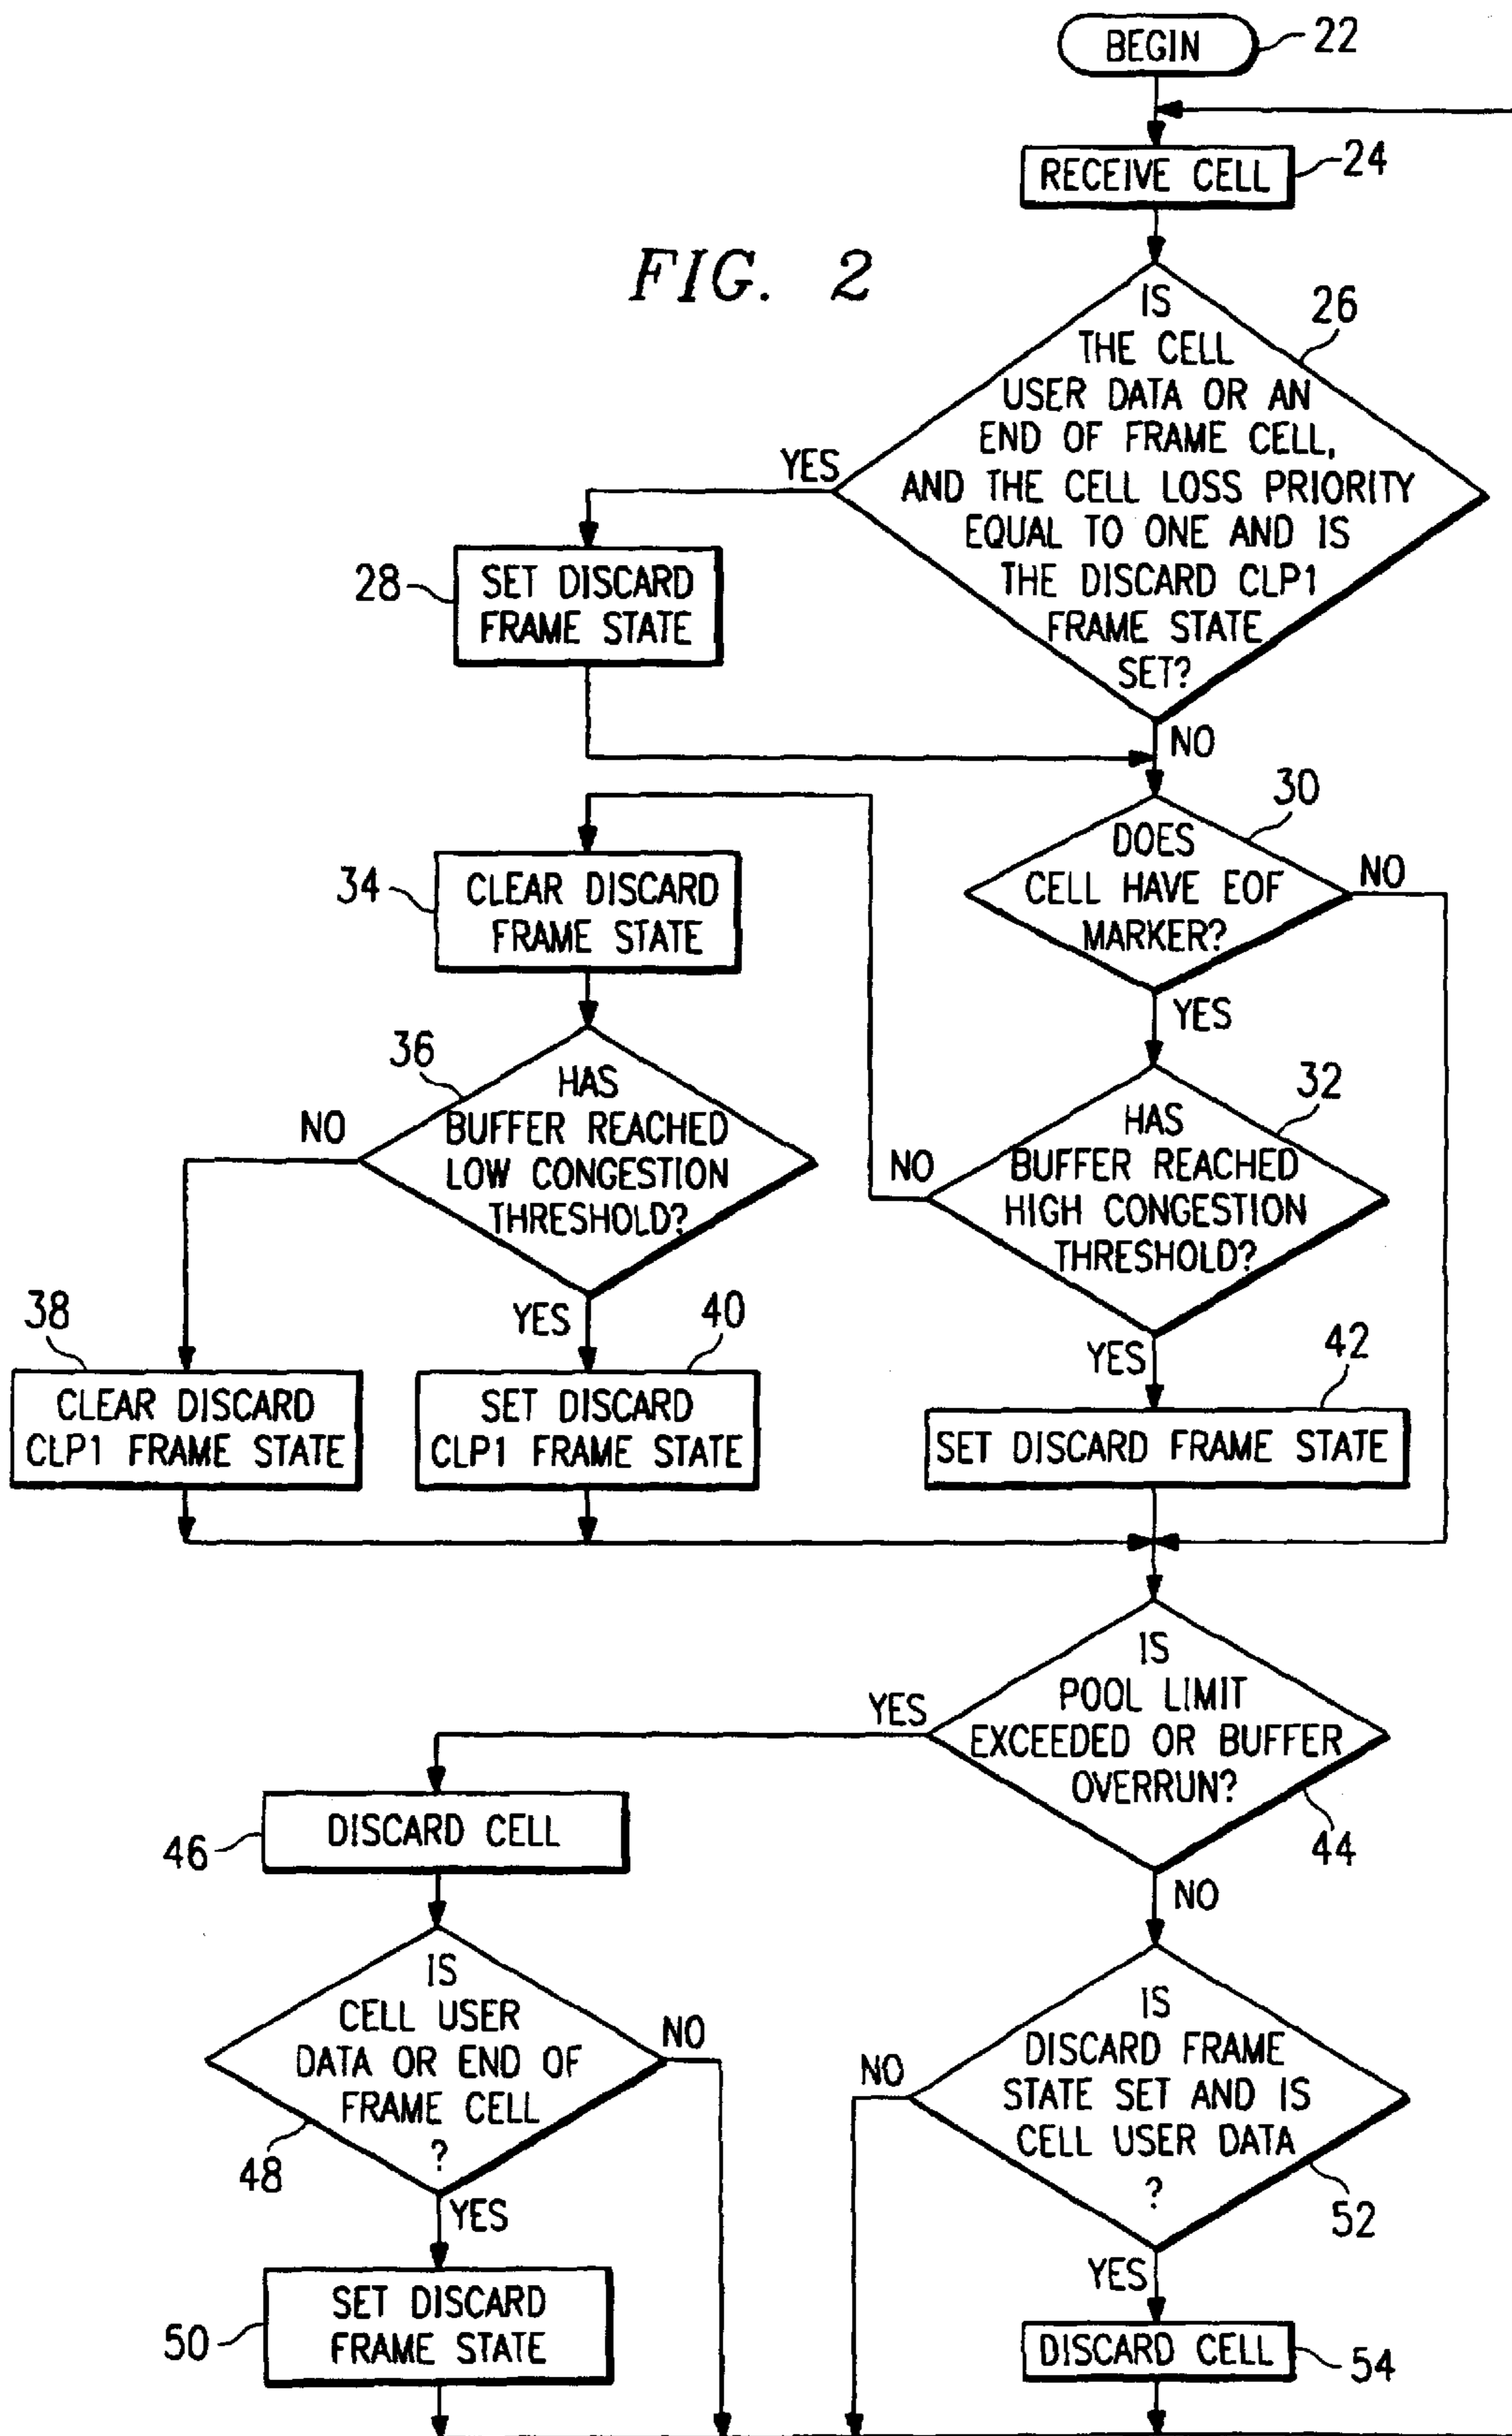 BEGIN
22
RECEIVE CELL
24
FIG. 2
IS
THE CELL
USER DATA OR AN
END OF FRAME CELL,
AND THE CELL LOSS PRIORITY
EQUAL TO ONE AND IS
THE DISCARD CLP1
FRAME STATE
SET?
26
YES
NO
28
SET DISCARD
FRAME STATE
DOES
CELL HAVE EOF
MARKER?
30
NO
YES
34
CLEAR DISCARD
FRAME STATE
36
HAS
BUFFER REACHED
LOW CONGESTION
THRESHOLD?
NO
YES
HAS
BUFFER REACHED
HIGH CONGESTION
THRESHOLD?
32
NO
YES
38
CLEAR DISCARD
CLP1 FRAME STATE
40
SET DISCARD
CLP1 FRAME STATE
42
SET DISCARD FRAME STATE
IS
POOL LIMIT
EXCEEDED OR BUFFER
OVERRUN?
44
YES
NO
46
DISCARD CELL
IS
CELL USER
DATA OR END OF
FRAME CELL
?
48
NO
YES
IS
DISCARD FRAME
STATE SET AND IS
CELL USER DATA
?
52
NO
YES
50
SET DISCARD
FRAME STATE
DISCARD CELL
54